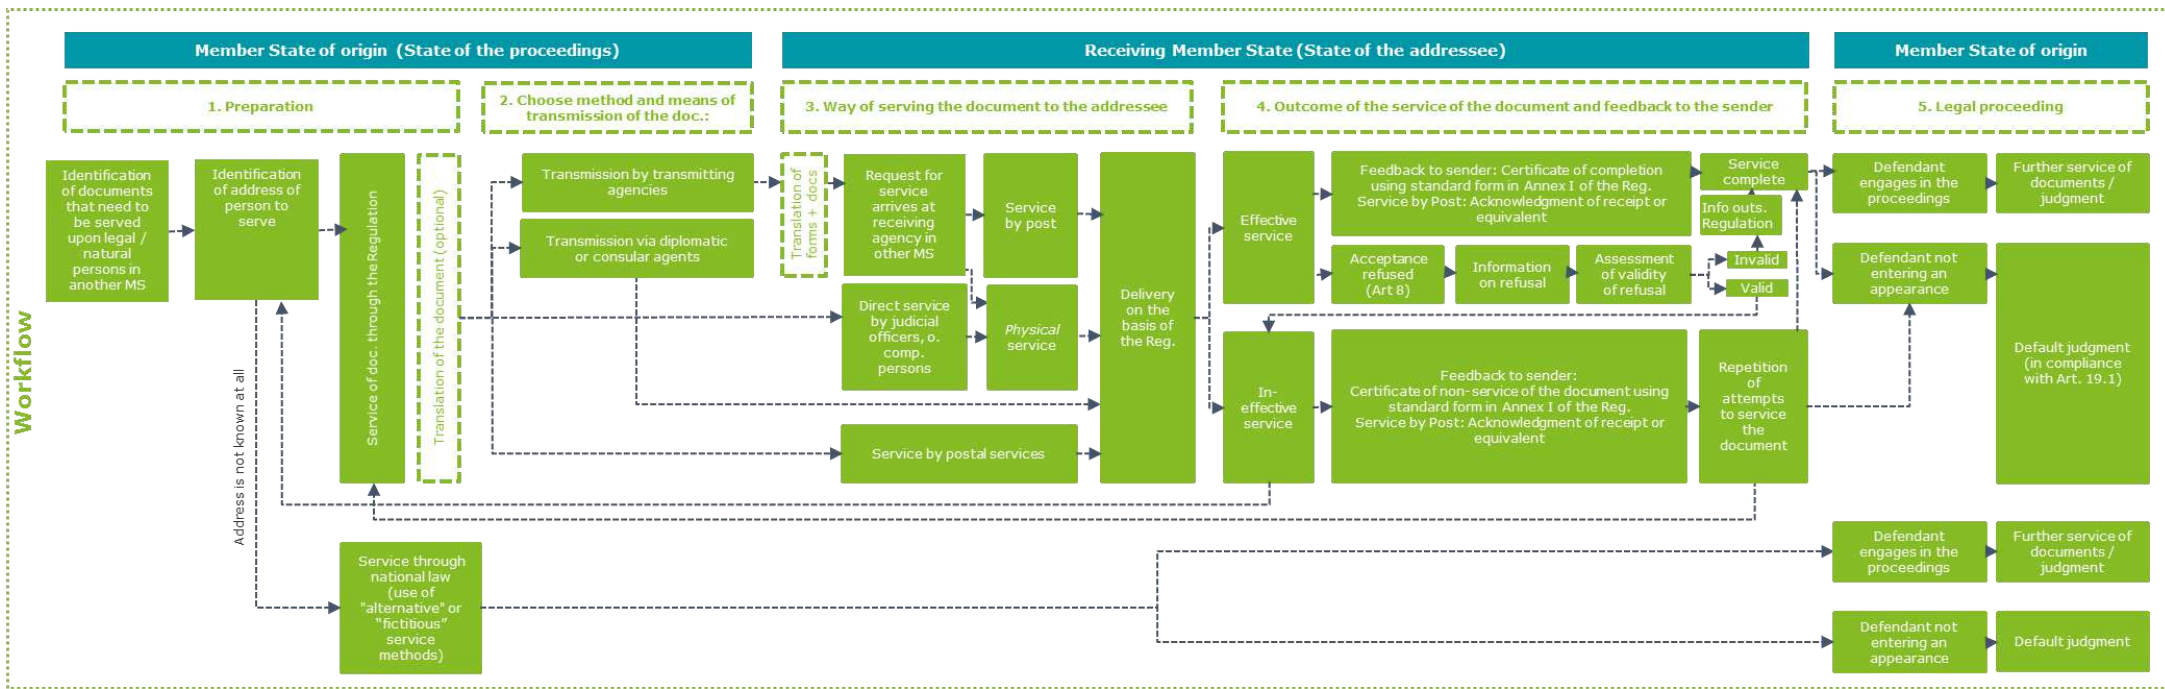 Workflow
Member State of origin (State of the proceedings)
Receiving Member State (State of the addressee)
Member State of origin
1. Preparation
2. Choose method and means of
transmission of the doc.:
3. Way of serving the document to the addressee
4. Outcome of the service of the document and feedback to the sender
5. Legal proceeding
Identification
of documents
that need to
be served
upon legal /
natural
persons in
another MS
Identification
of address of
person to
serve
Service of doc. through the Regulation
Translation of the document (optional)
Address is not known at all
Service through
national law
(use of
"alternative" or
"fictitious"
service
methods)
Transmission by transmitting
agencies
Transmission via diplomatic
or consular agents
Translation of
forms + docs
Request for
service
arrives at
receiving
agency in
other MS
Service
by post
Direct service
by judicial
officers, o.
comp.
persons
Physical
service
Service by postal services
Delivery
on the
basis of
the Reg.
Effective
service
Feedback to sender: Certificate of completion
using standard form in Annex I of the Reg.
Service by Post: Acknowledgment of receipt or
equivalent
Service
complete
Info outs.
Regulation
Acceptance
refused
(Art 8)
Information
on refusal
Assessment
of validity
of refusal
Invalid
Valid
In-
effective
service
Feedback to sender:
Certificate of non-service of the document using
standard form in Annex I of the Reg.
Service by Post: Acknowledgment of receipt or
equivalent
Repetition
of
attempts
to service
the
document
Defendant
engages in the
proceedings
Further service of
documents /
judgment
Defendant not
entering an
appearance
Default judgment
(in compliance
with Art. 19.1)
Defendant
engages in the
proceedings
Further service of
documents /
judgment
Defendant not
entering an
appearance
Default judgment